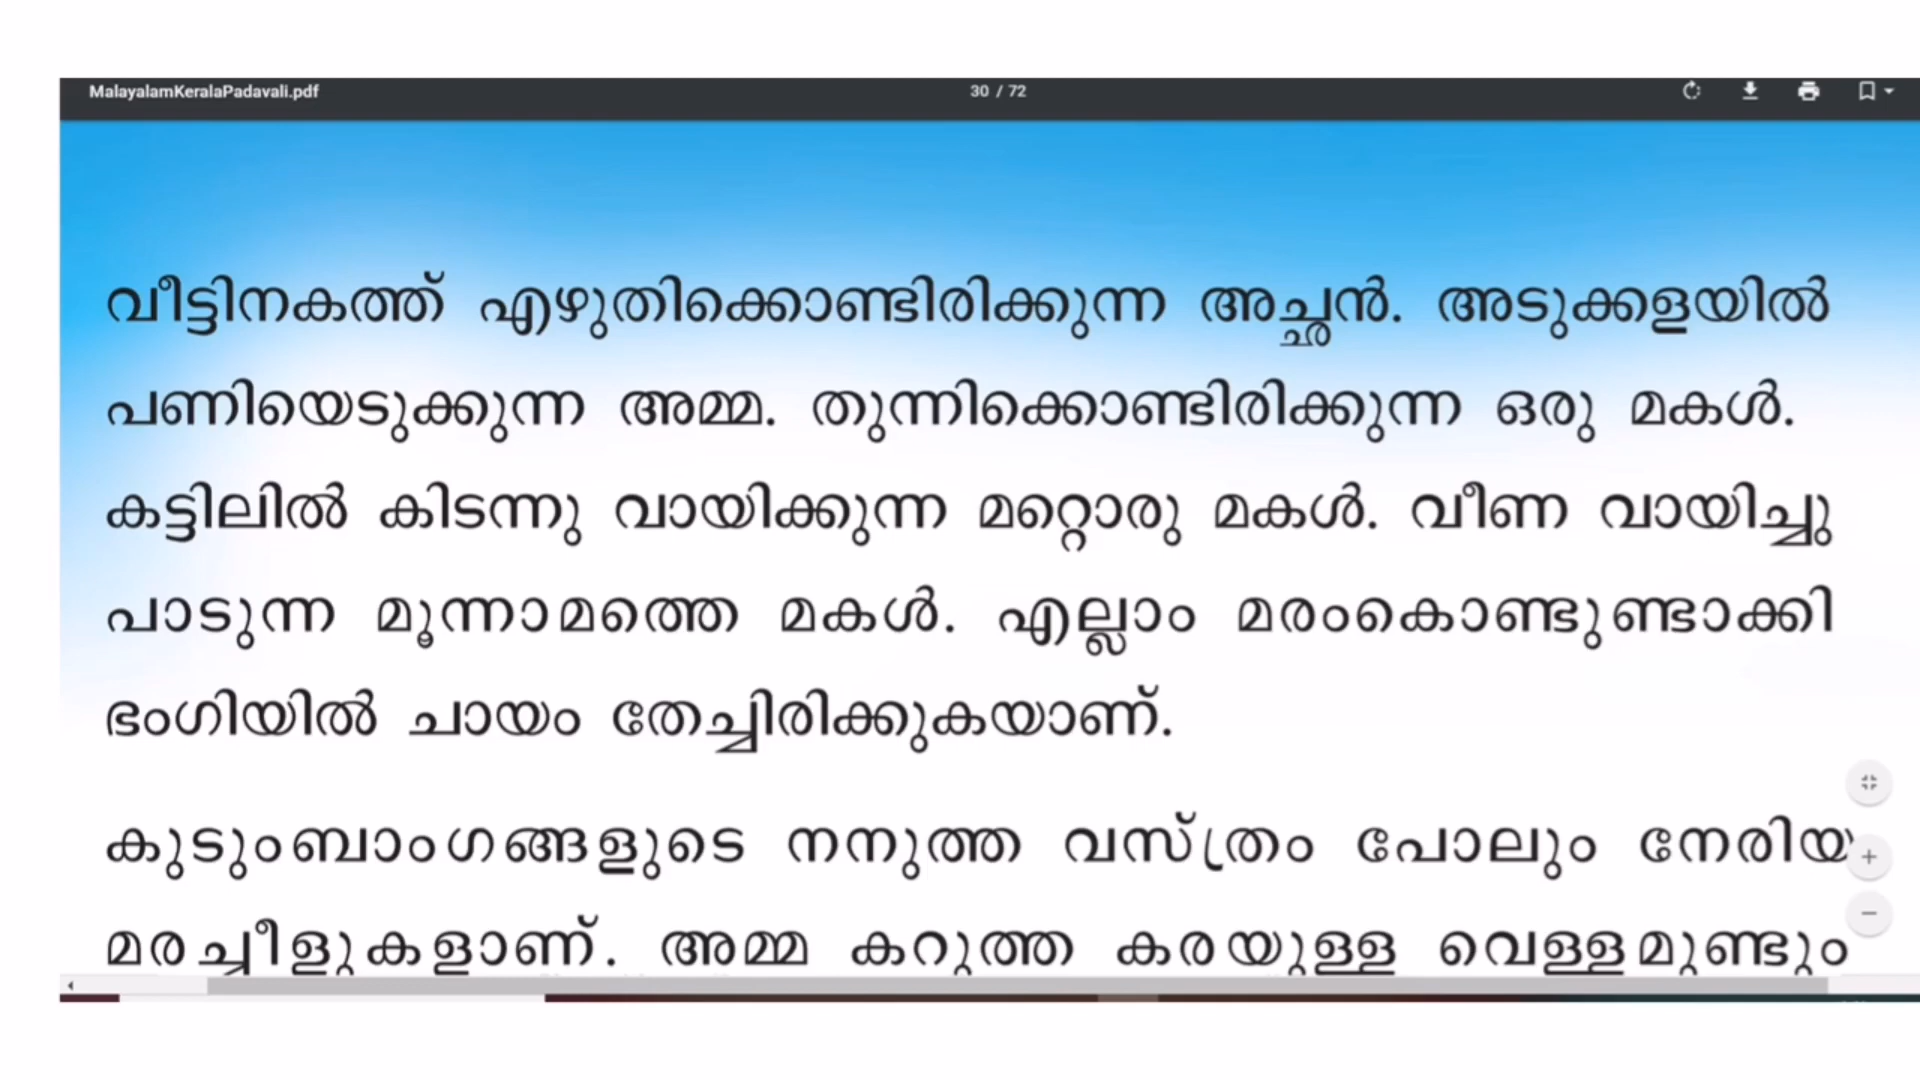 MalayalamKeralaPadavali.pdf 30 / 72
വീട്ടിനകത്ത് എഴുതിക്കൊണ്ടിരിക്കുന്ന അച്ഛൻ. അടുക്കളയിൽ
പണിയെടുക്കുന്ന അമ്മ. തുന്നിക്കൊണ്ടിരിക്കുന്ന ഒരു മകൾ.
കട്ടിലിൽ കിടന്നു വായിക്കുന്ന മറ്റൊരു മകൾ. വീണ വായിച്ചു
പാടുന്ന മൂന്നാമത്തെ മകൾ. എല്ലാം മരംകൊണ്ടുണ്ടാക്കി
ഭംഗിയിൽ ചായം തേച്ചിരിക്കുകയാണ്.
കുടുംബാംഗങ്ങളുടെ നനുത്ത വസ്ത്രം പോലും നേരിയ
മരച്ചീളുകളാണ്. അമ്മ കറുത്ത കരയുള്ള വെള്ളമുണ്ടും